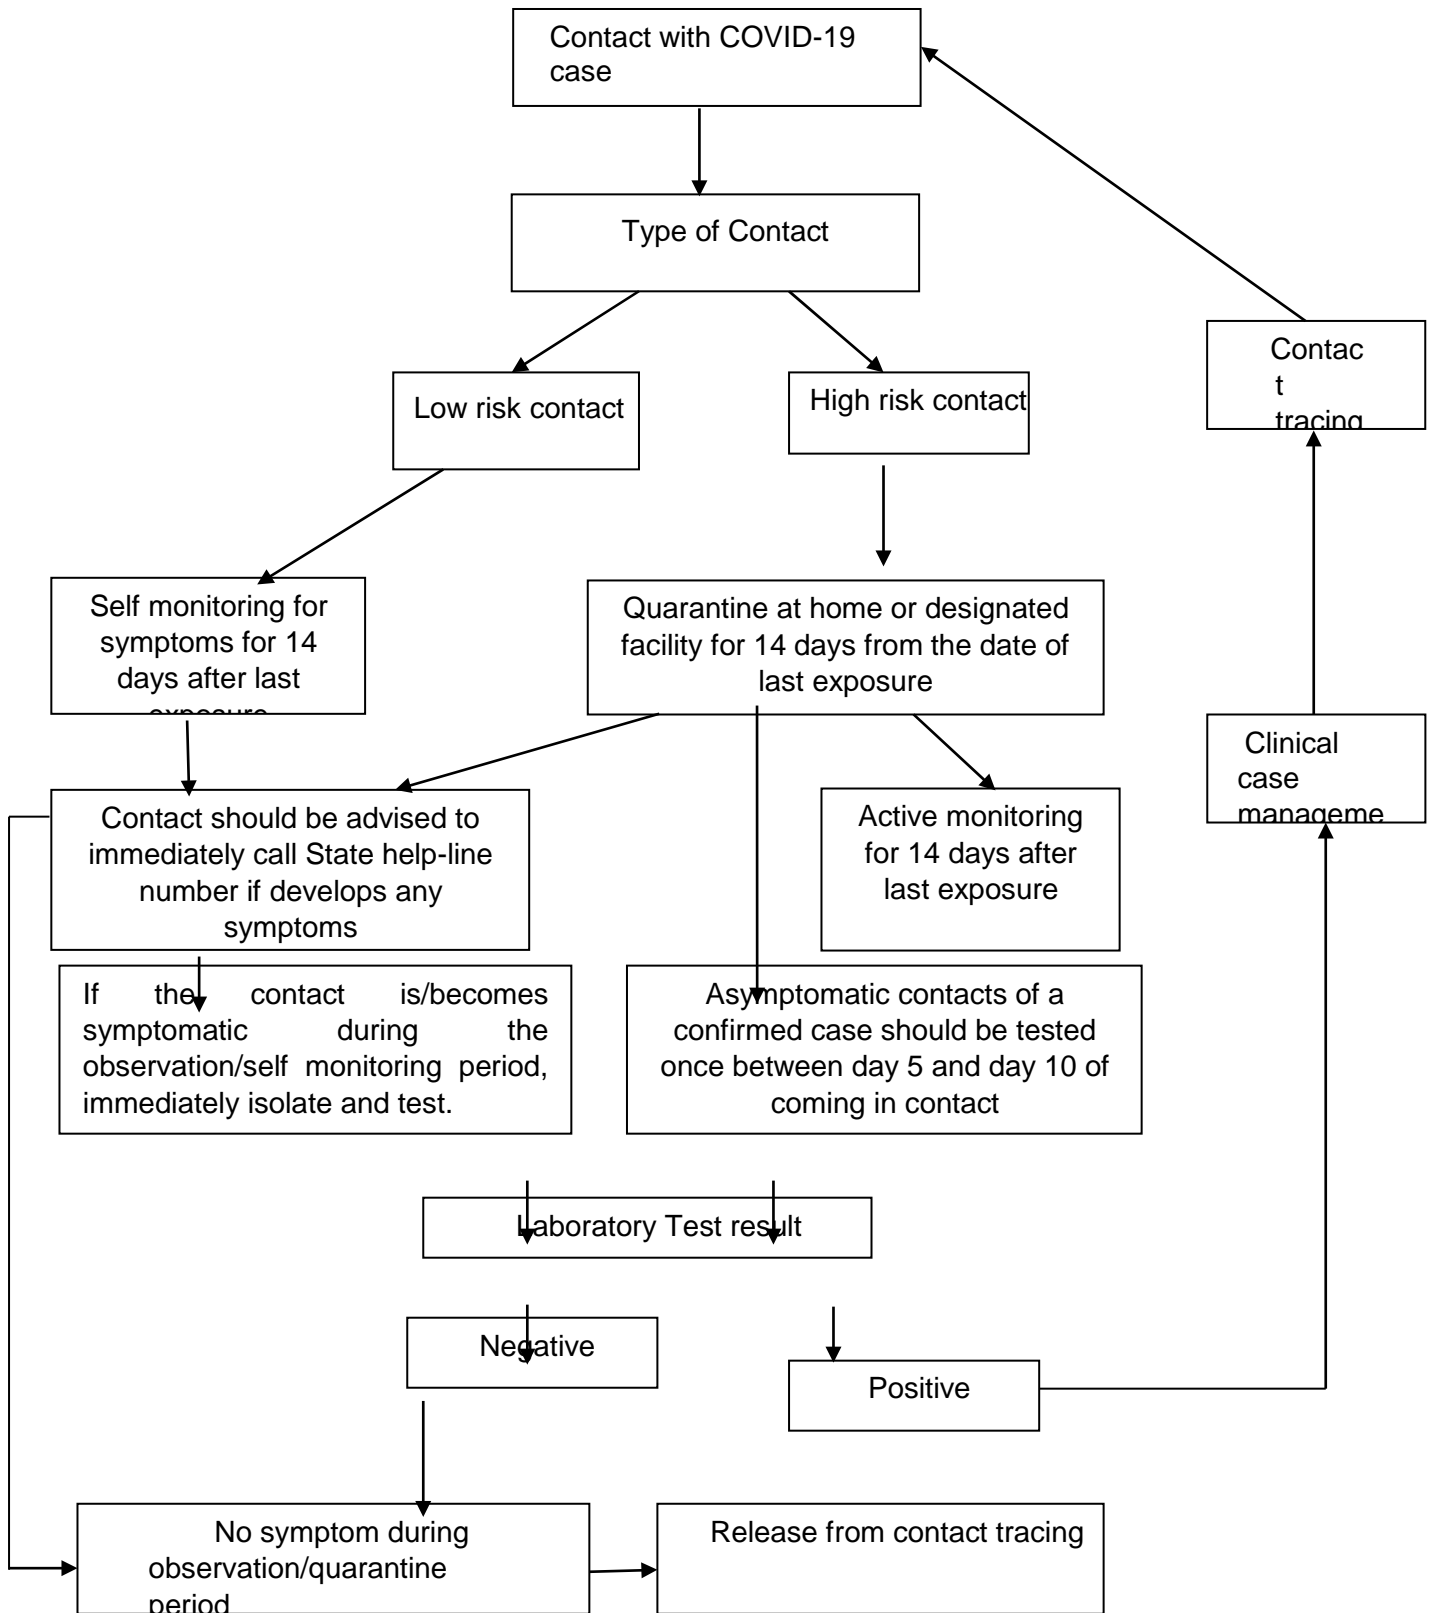 Contact with COVID-19
case
Type of Contact
Low risk contact
High risk contact
Contac
t
tracing
Self monitoring for
symptoms for 14
days after last
exposure
Quarantine at home or designated
facility for 14 days from the date of
last exposure
Clinical
case
manageme
Contact should be advised to
immediately call State help-line
number if develops any
symptoms
Active monitoring
for 14 days after
last exposure
If the contact is/becomes
symptomatic during the
observation/self monitoring period,
immediately isolate and test.
Asymptomatic contacts of a
confirmed case should be tested
once between day 5 and day 10 of
coming in contact
Laboratory Test result
Negative
Positive
No symptom during
observation/quarantine
period
Release from contact tracing